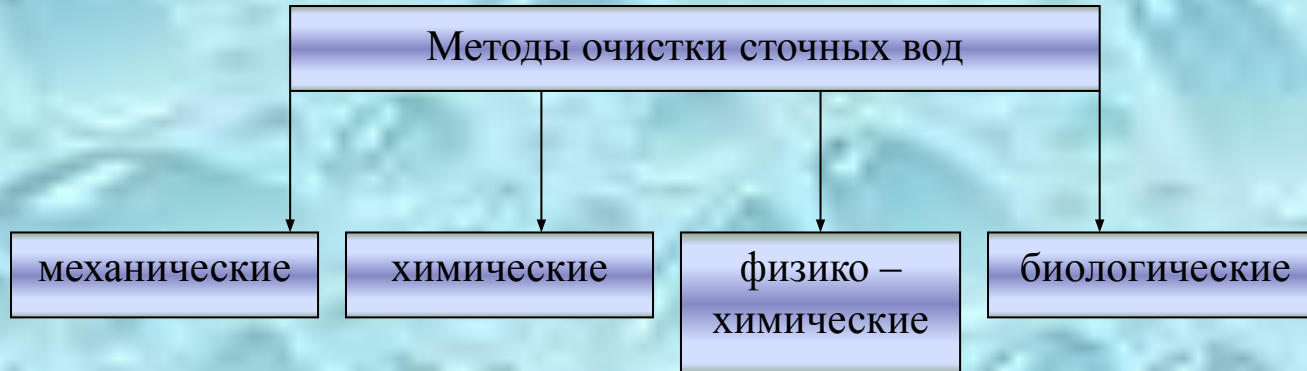 Методы очистки сточных вод
механические
химические
физико –
химические
биологические